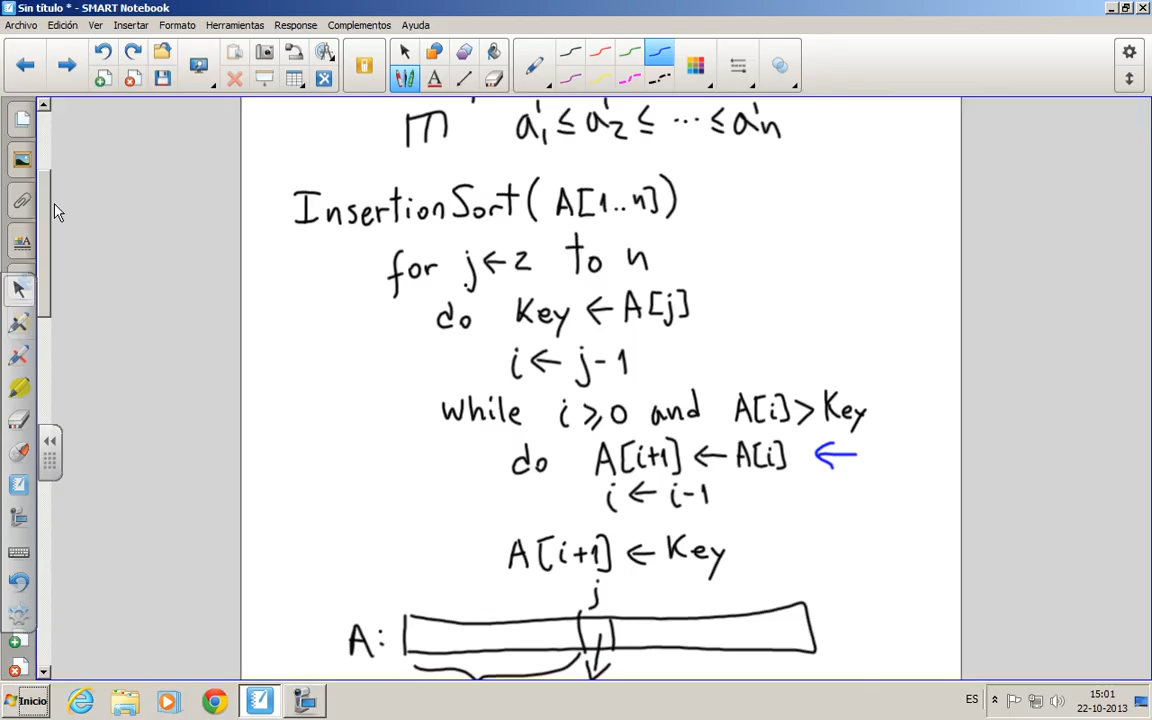 Sin título * - SMART Notebook
Archivo Edición Ver Insertar Formato Herramientas Response Complementos Ayuda
a'1 ≤ a'2 ≤ ... ≤ a'n
InsertionSort( A[1..n])
for j ← 2 to n
do Key ← A[j]
i ← j-1
while i ≥ 0 and A[i] > Key
do A[i+1] ← A[i] ←
i ← i-1
A[i+1] ← Key
j
A:
Inicio
ES
15:01
22-10-2013